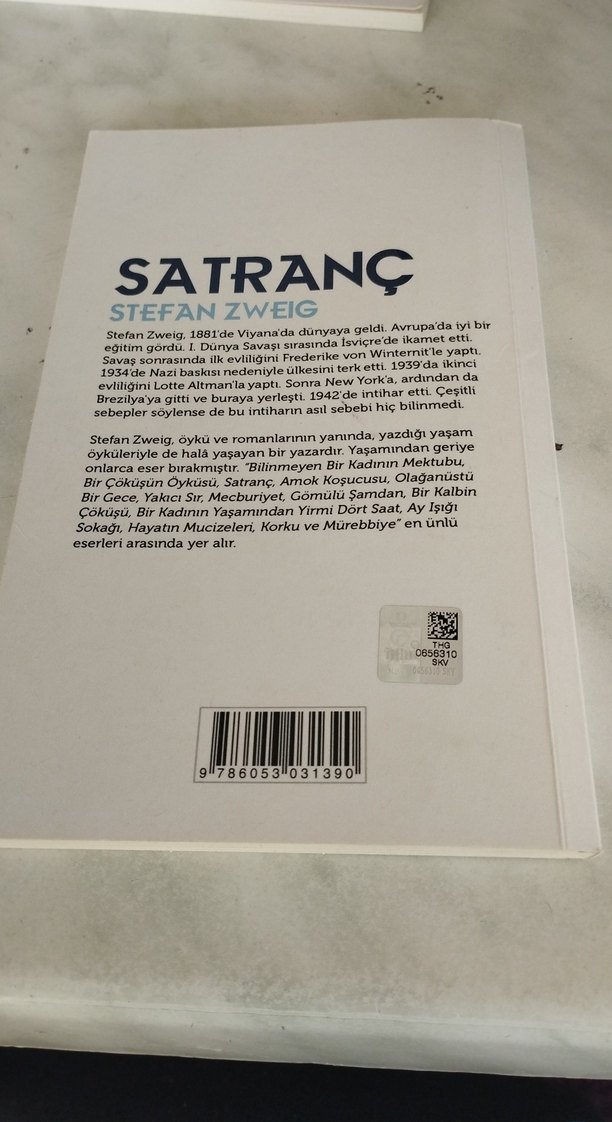 SATRANÇ
STEFAN ZWEIG
Stefan Zweig, 1881'de Viyana'da dünyaya geldi. Avrupa'da iyi bir
eğitim gördü. I. Dünya Savaşı sırasında İsviçre'de ikamet etti.
Savaş sonrasında ilk evliliğini Frederike von Winternit'le yaptı.
1934'de Nazi baskısı nedeniyle ülkesini terk etti. 1939'da ikinci
evliliğini Lotte Altman'la yaptı. Sonra New York'a, ardından da
Brezilya'ya gitti ve buraya yerleşti. 1942'de intihar etti. Çeşitli
sebepler söylense de bu intiharın asıl sebebi hiç bilinmedi.
Stefan Zweig, öykü ve romanlarının yanında, yazdığı yaşam
öyküleriyle de halâ yaşayan bir yazardır. Yaşamından geriye
onlarca eser bırakmıştır. "Bilinmeyen Bir Kadının Mektubu,
Bir Çöküşün Öyküsü, Satranç, Amok Koşucusu, Olağanüstü
Bir Gece, Yakıcı Sır, Mecburiyet, Gömülü Şamdan, Bir Kalbin
Çöküşü, Bir Kadının Yaşamından Yirmi Dört Saat, Ay Işığı
Sokağı, Hayatın Mucizeleri, Korku ve Mürebbiye" en ünlü
eserleri arasında yer alır.
THG
0656310
SKV
0656310 SKV
9 786053 031390